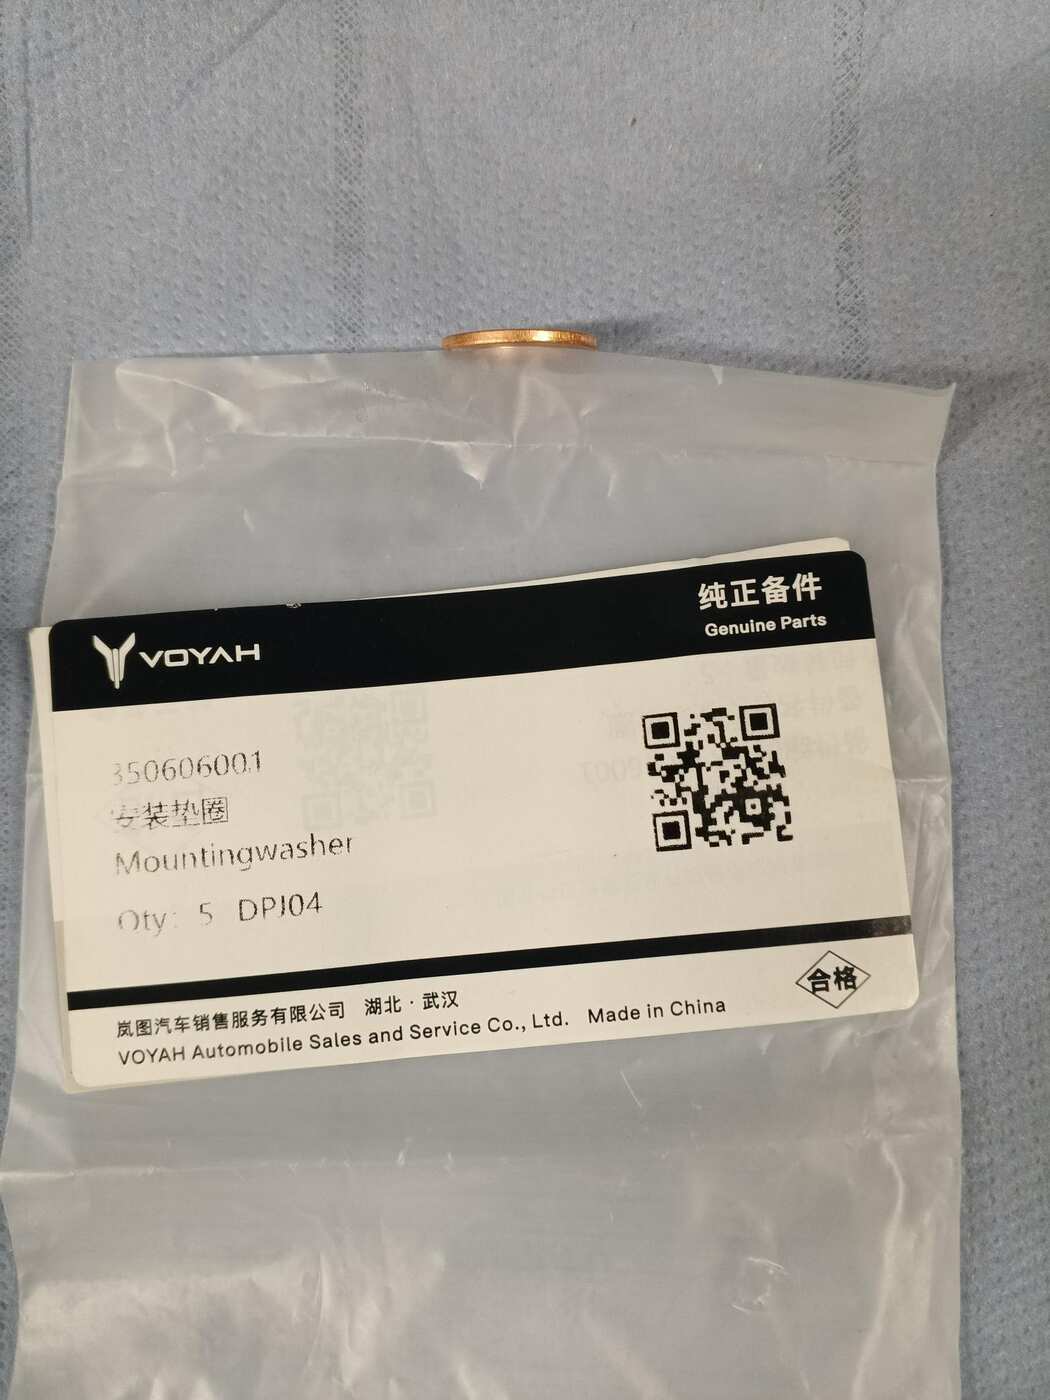 VOYAH
纯正备件
Genuine Parts
350606001
安装垫圈
Mountingwasher
Qty: 5 DPJ04
合格
岚图汽车销售服务有限公司 湖北·武汉
VOYAH Automobile Sales and Service Co., Ltd. Made in China